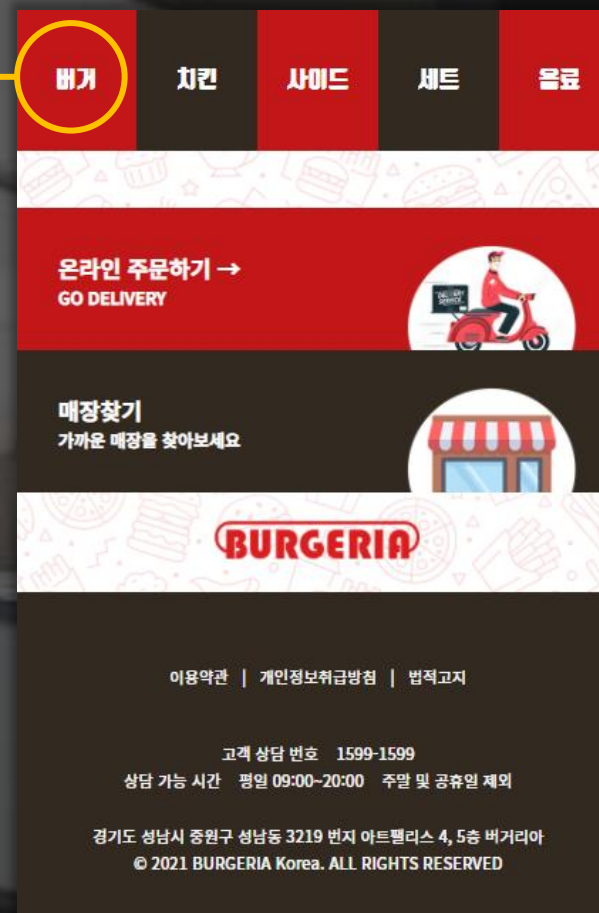 버거 치킨 사이드 세트 음료
온라인 주문하기 →
GO DELIVERY
DELIVERY
SERVICE
매장찾기
가까운 매장을 찾아보세요
BURGERIA
이용약관 | 개인정보취급방침 | 법적고지
고객 상담 번호 1599-1599
상담 가능 시간 평일 09:00~20:00 주말 및 공휴일 제외
경기도 성남시 중원구 성남동 3219 번지 아트팰리스 4, 5층 버거리아
© 2021 BURGERIA Korea. ALL RIGHTS RESERVED